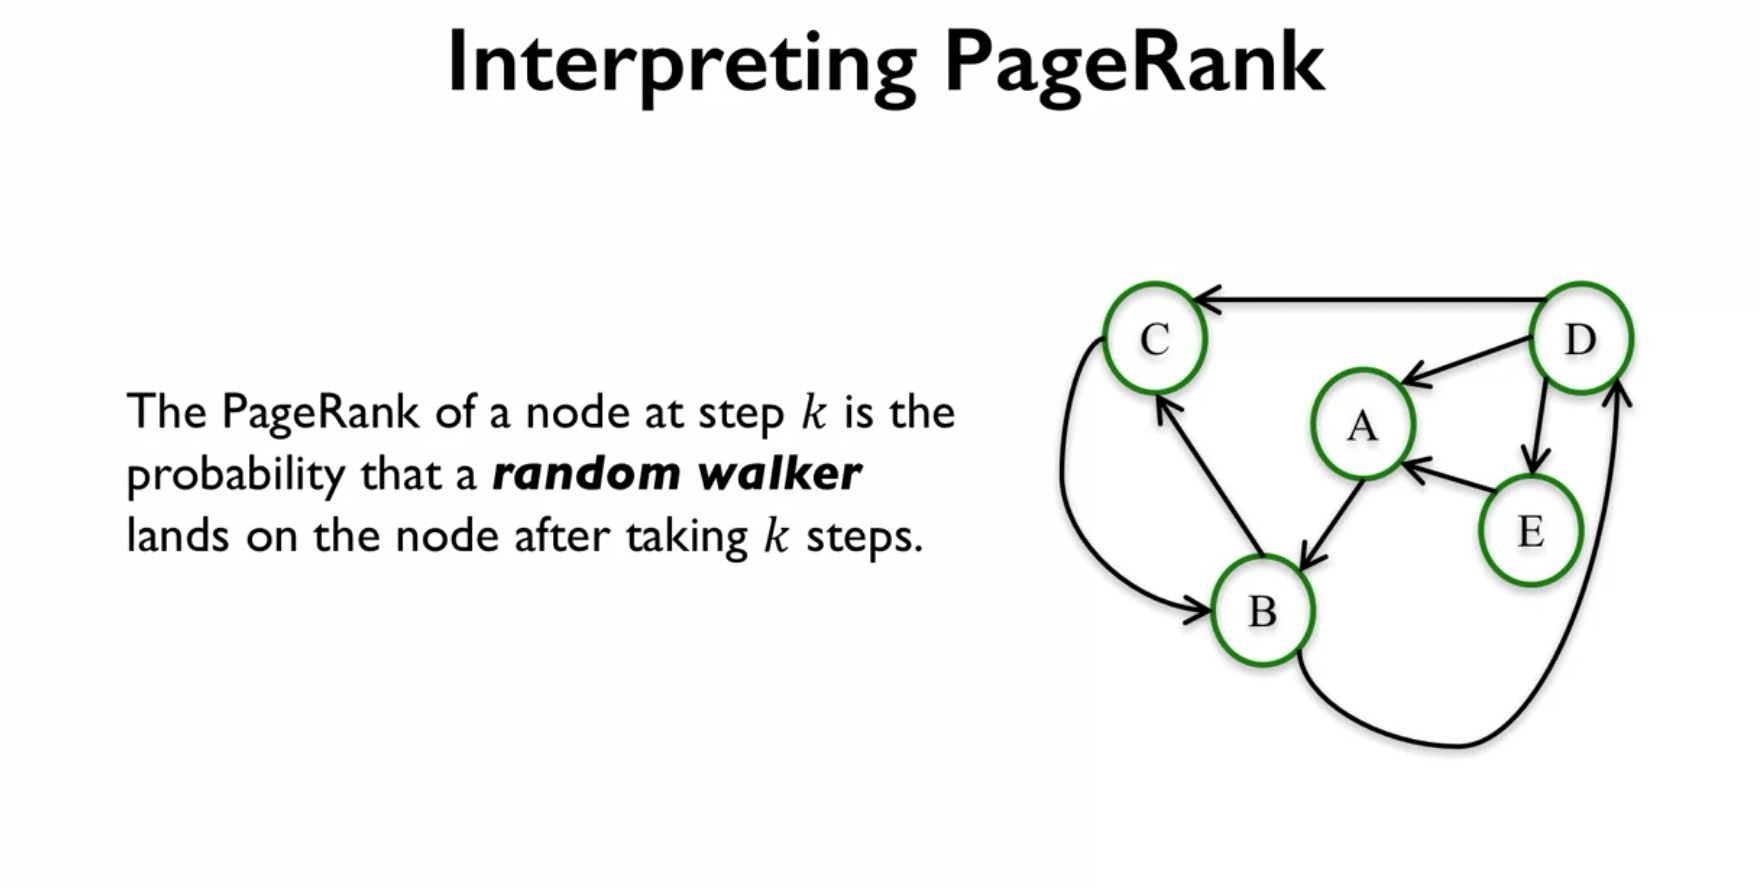 Interpreting PageRank
The PageRank of a node at step k is the
probability that a random walker
lands on the node after taking k steps.
C
D
A
E
B